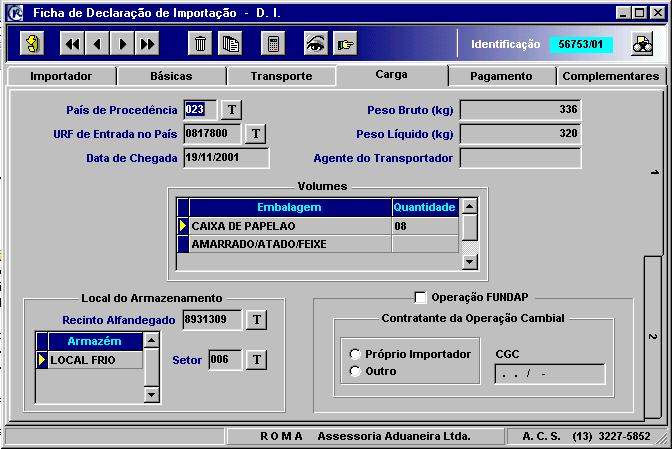 Ficha de Declaração de Importação - D. I.
Identificação 56753/01
Importador Básicas Transporte Carga Pagamento Complementares
País de Procedência 023 T Peso Bruto (kg) 336
URF de Entrada no País 0817800 T Peso Líquido (kg) 320
Data de Chegada 19/11/2001 Agente do Transportador
1
Volumes
Embalagem Quantidade
CAIXA DE PAPELAO 08
AMARRADO/ATADO/FEIXE
Local do Armazenamento Operação FUNDAP
Recinto Alfandegado 8931309 T Contratante da Operação Cambial
2
Armazém
LOCAL FRIO Setor 006 T Próprio Importador CGC
Outro . . / -
R O M A Assessoria Aduaneira Ltda. A. C. S. (13) 3227-5852